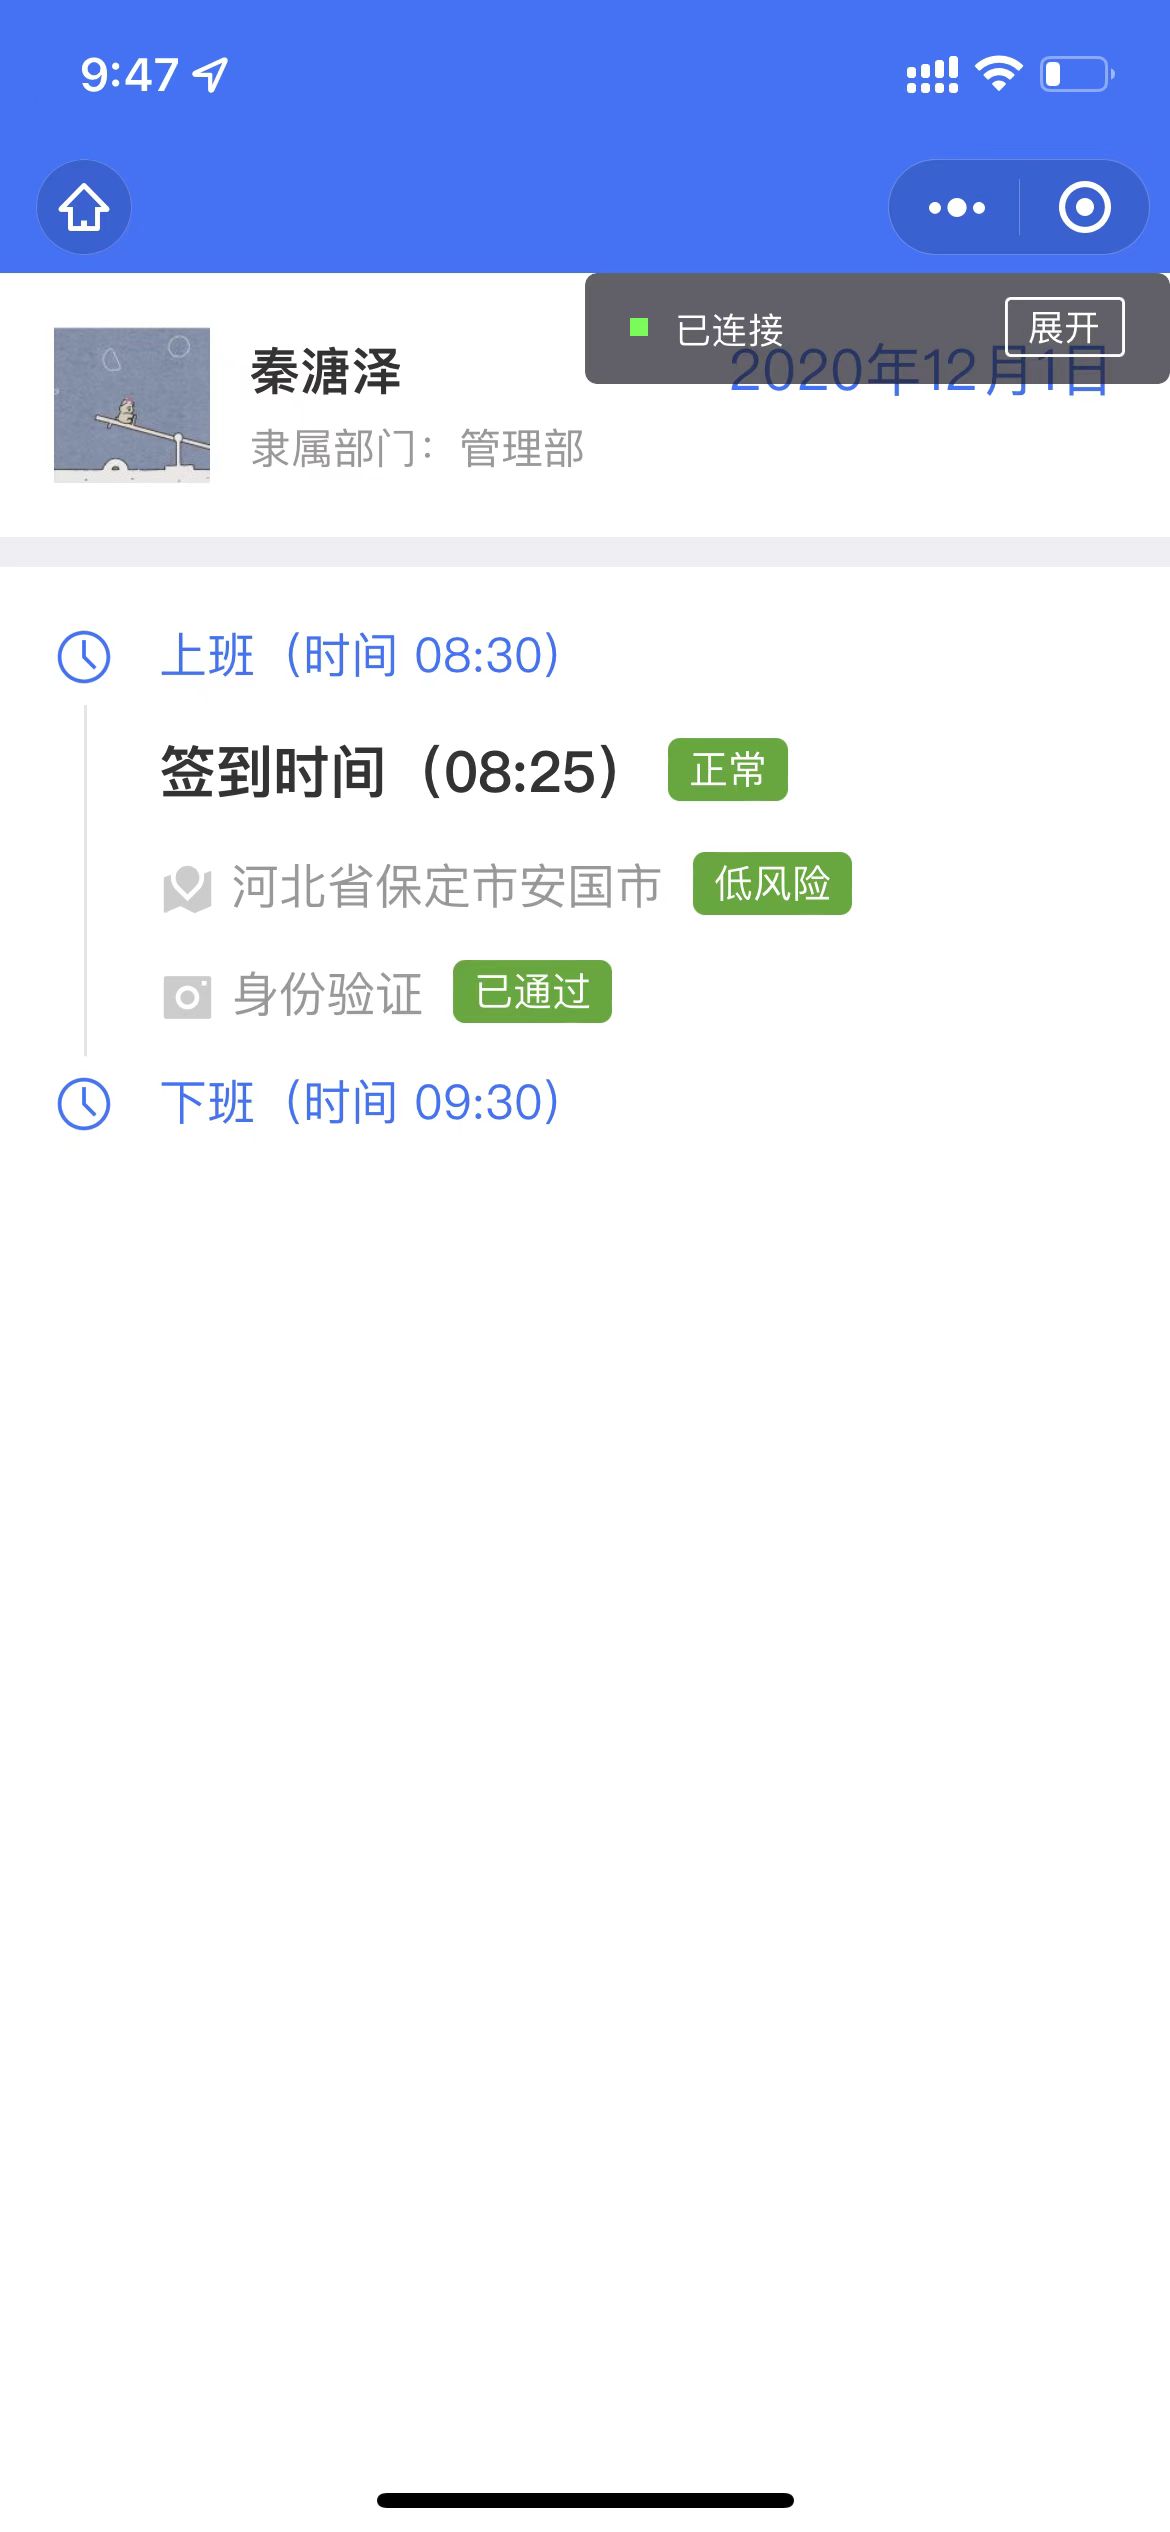 9:47
已连接
展开
秦溏泽
2020年12月1日
隶属部门：管理部
上班（时间 08:30）
签到时间（08:25）
正常
河北省保定市安国市
低风险
身份验证
已通过
下班（时间 09:30）